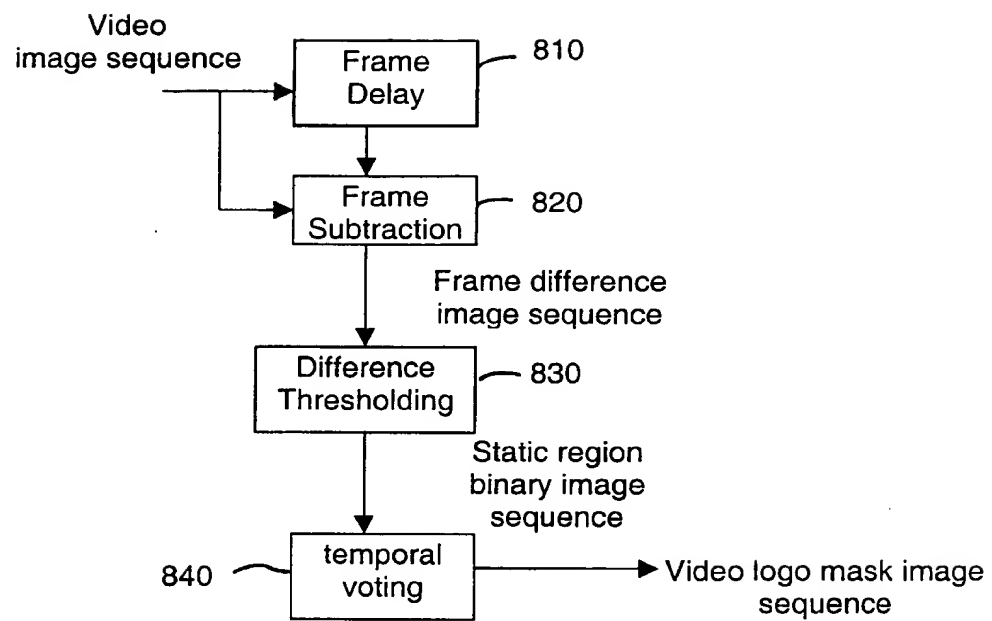 Video
image sequence
Frame
Delay
810
Frame
Subtraction
820
Frame difference
image sequence
Difference
Thresholding
830
Static region
binary image
sequence
temporal
voting
840
Video logo mask image
sequence